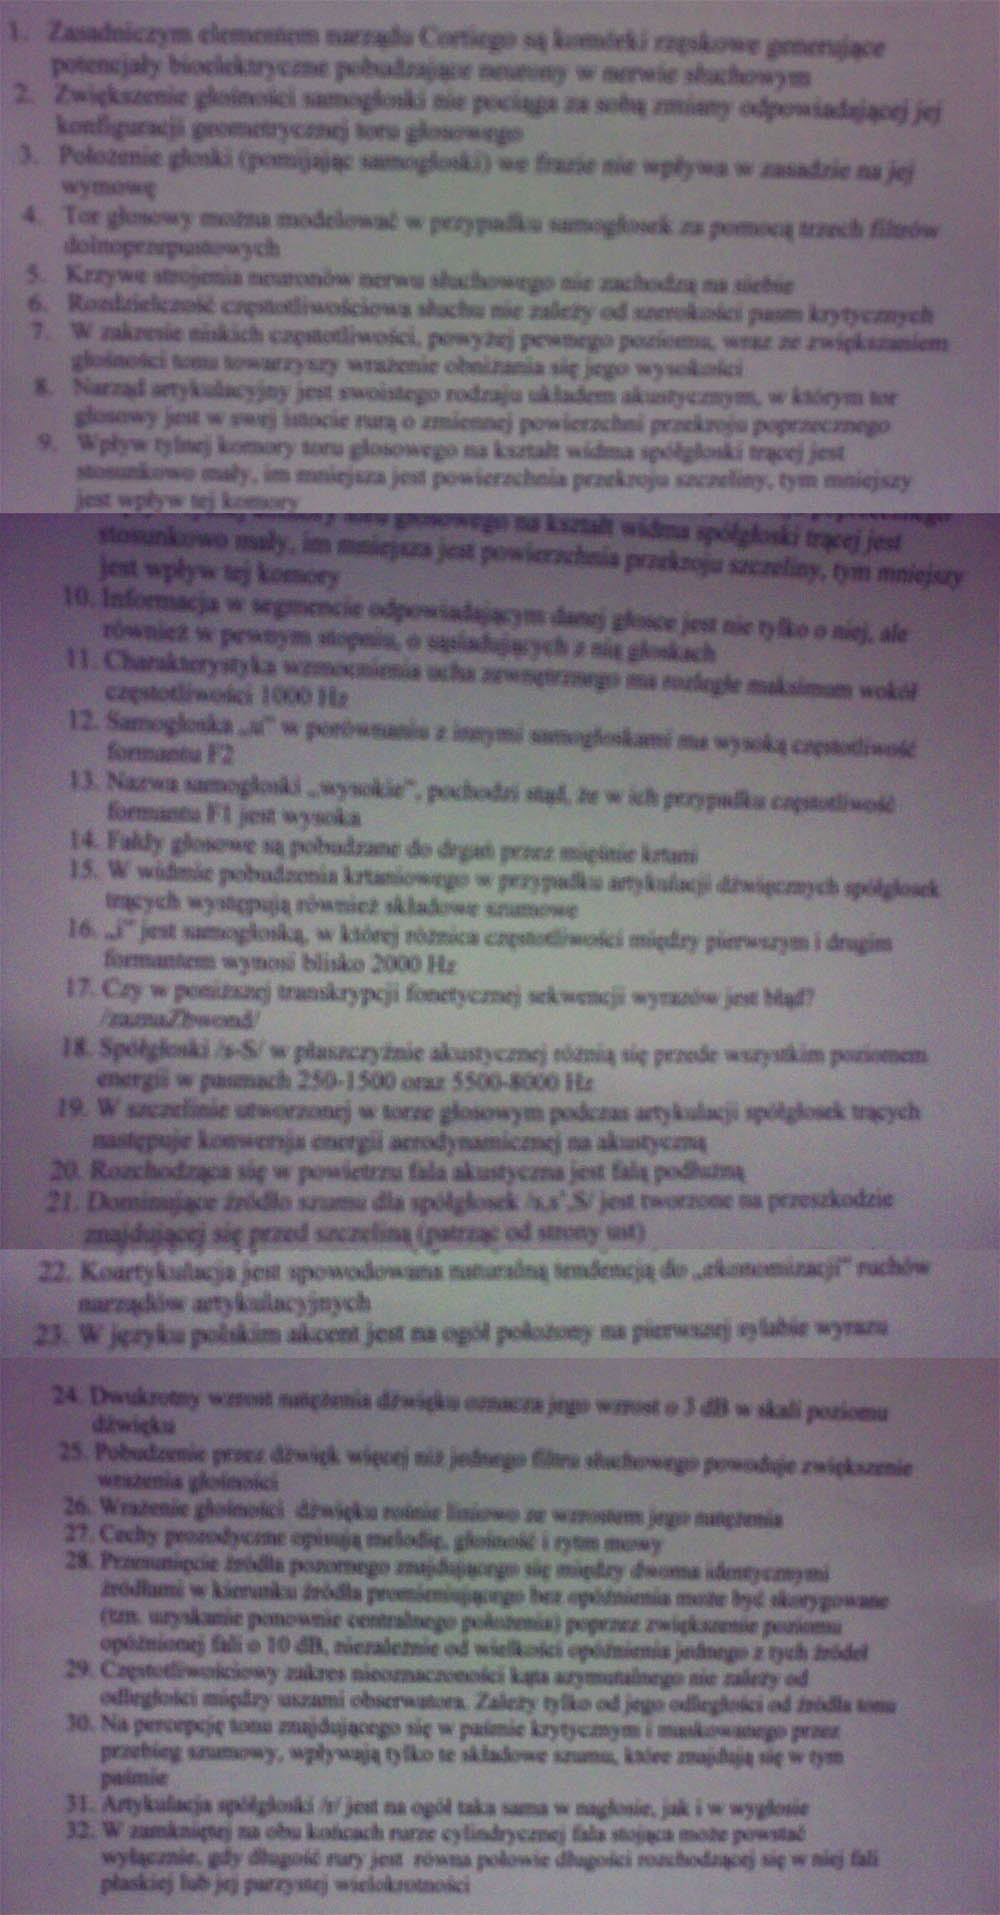 1. Zasadniczym elementem narządu Cortiego są komórki rzęskowe generujące
potencjały bioelektryczne pobudzające neurony w nerwie słuchowym
2. Zwiększenie głośności samogłoski nie pociąga za sobą zmiany odpowiadającej jej
konfiguracji geometrycznej toru głosowego
3. Położenie głoski (pomijając samogłoski) we frazie nie wpływa w zasadzie na jej
wymowę
4. Tor głosowy można modelować w przypadku samogłosek za pomocą trzech filtrów
dolnoprzepustowych
5. Krzywe strojenia neuronów nerwu słuchowego nie zachodzą na siebie
6. Rozdzielczość częstotliwościowa słuchu nie zależy od szerokości pasm krytycznych
7. W zakresie niskich częstotliwości, powyżej pewnego poziomu, wraz ze zwiększaniem
głośności tonu towarzyszy wrażenie obniżania się jego wysokości
8. Narząd artykulacyjny jest swoistego rodzaju układem akustycznym, w którym tor
głosowy jest w swej istocie rurą o zmiennej powierzchni przekroju poprzecznego
9. Wpływ tylnej komory toru głosowego na kształt widma spółgłoski trącej jest
stosunkowo mały, im mniejsza jest powierzchnia przekroju szczeliny, tym mniejszy
jest wpływ tej komory
toru głosowego na kształt widma spółgłoski trącej jest
stosunkowo mały, im mniejsza jest powierzchnia przekroju szczeliny, tym mniejszy
jest wpływ tej komory
10. Informacja w segmencie odpowiadającym danej głosce jest nie tylko o niej, ale
również w pewnym stopniu, o sąsiadujących z nią głoskach
11. Charakterystyka wzmocnienia ucha zewnętrznego ma rozległe maksimum wokół
częstotliwości 1000 Hz
12. Samogłoska „u” w porównaniu z innymi samogłoskami ma wysoką częstotliwość
formantu F2
13. Nazwa samogłoski „wysokie”, pochodzi stąd, że w ich przypadku częstotliwość
formantu F1 jest wysoka
14. Fałdy głosowe są pobudzane do drgań przez mięśnie krtani
15. W widmie pobudzenia krtaniowego w przypadku artykulacji dźwięcznych spółgłosek
trących występują również składowe szumowe
16. „i” jest samogłoską, w której różnica częstotliwości między pierwszym i drugim
formantem wynosi blisko 2000 Hz
17. Czy w poniższej transkrypcji fonetycznej sekwencji wyrazów jest błąd?
18. Spółgłoski /s-S/ w płaszczyźnie akustycznej różnią się przede wszystkim poziomem
energii w pasmach 250-1500 oraz 5500-8000 Hz
19. W szczelinie utworzonej w torze głosowym podczas artykulacji spółgłosek trących
następuje konwersja energii aerodynamicznej na akustyczną
20. Rozchodząca się w powietrzu fala akustyczna jest falą podłużną
21. Dominujące źródło szumu dla spółgłosek /s,s',S/ jest tworzone na przeszkodzie
znajdującej się przed szczeliną (patrząc od strony ust)
22. Koartykulacja jest spowodowana naturalną tendencją do „ekonomizacji” ruchów
narządów artykulacyjnych
23. W języku polskim akcent jest na ogół położony na pierwszej sylabie wyrazu
24. Dwukrotny wzrost natężenia dźwięku oznacza jego wzrost o 3 dB w skali poziomu
dźwięku
25. Pobudzenie przez dźwięk więcej niż jednego filtru słuchowego powoduje zwiększenie
wrażenia głośności
26. Wrażenie głośności dźwięku rośnie liniowo ze wzrostem jego natężenia
27. Cechy prozodyczne opisują melodię, głośność i rytm mowy
28. Przesunięcie źródła pozornego znajdującego się między dwoma identycznymi
źródłami w kierunku źródła promieniującego bez opóźnienia może być skorygowane
(tzn. uzyskanie ponownie centralnego położenia) poprzez zwiększenie poziomu
opóźnionej fali o 10 dB, niezależnie od wielkości opóźnienia jednego z tych źródeł
29. Częstotliwościowy zakres nieoznaczoności kąta azymutalnego nie zależy od
odległości między uszami obserwatora. Zależy tylko od jego odległości od źródła tonu
30. Na percepcję tonu znajdującego się w paśmie krytycznym i maskowanego przez
przebieg szumowy, wpływają tylko te składowe szumu, które znajdują się w tym
paśmie
31. Artykulacja spółgłoski /r/ jest na ogół taka sama w nagłosie, jak i w wygłosie
32. W zamkniętej na obu końcach rurze cylindrycznej fala stojąca może powstać
wyłącznie, gdy długość rury jest równa połowie długości rozchodzącej się w niej fali
płaskiej lub jej parzystej wielokrotności